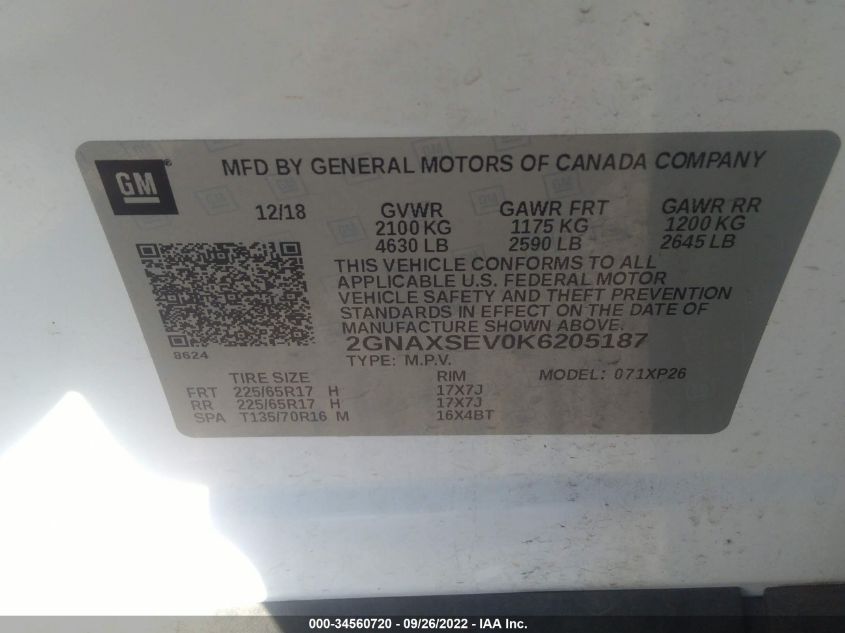 GM
MFD BY GENERAL MOTORS OF CANADA COMPANY
12/18 GVWR GAWR FRT GAWR RR
2100 KG 1175 KG 1200 KG
4630 LB 2590 LB 2645 LB
THIS VEHICLE CONFORMS TO ALL
APPLICABLE U.S. FEDERAL MOTOR
VEHICLE SAFETY AND THEFT PREVENTION
STANDARDS IN EFFECT ON THE DATE OF
MANUFACTURE SHOWN ABOVE.
8624
2GNAXSEV0K6205187
TYPE: M.P.V.
TIRE SIZE RIM MODEL: 071XP26
FRT 225/65R17 H 17X7J
RR 225/65R17 H 17X7J
SPA T135/70R16 M 16X4BT
000-34560720 - 09/26/2022 - IAA Inc.